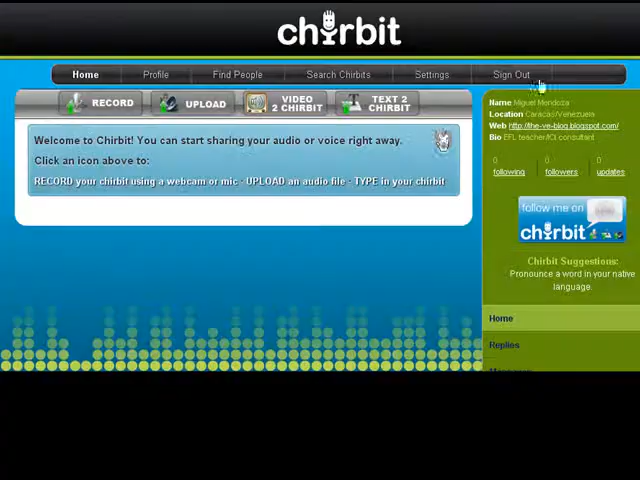 chirbit
Home Profile Find People Search Chirbits Settings Sign Out
RECORD UPLOAD VIDEO 2 CHIRBIT TEXT 2 CHIRBIT
Welcome to Chirbit! You can start sharing your audio or voice right away.
Click an icon above to:
RECORD your chirbit using a webcam or mic - UPLOAD an audio file - TYPE in your chirbit
Name Miguel Mendoza
Location Caracas/Venezuela
Web http://the-ve-blog.blogspot.com/
Bio EFL teacher/ICt consultant
0 0 0
following followers updates
follow me on
chirbit
Chirbit Suggestions:
Pronounce a word in your native
language.
Home
Replies